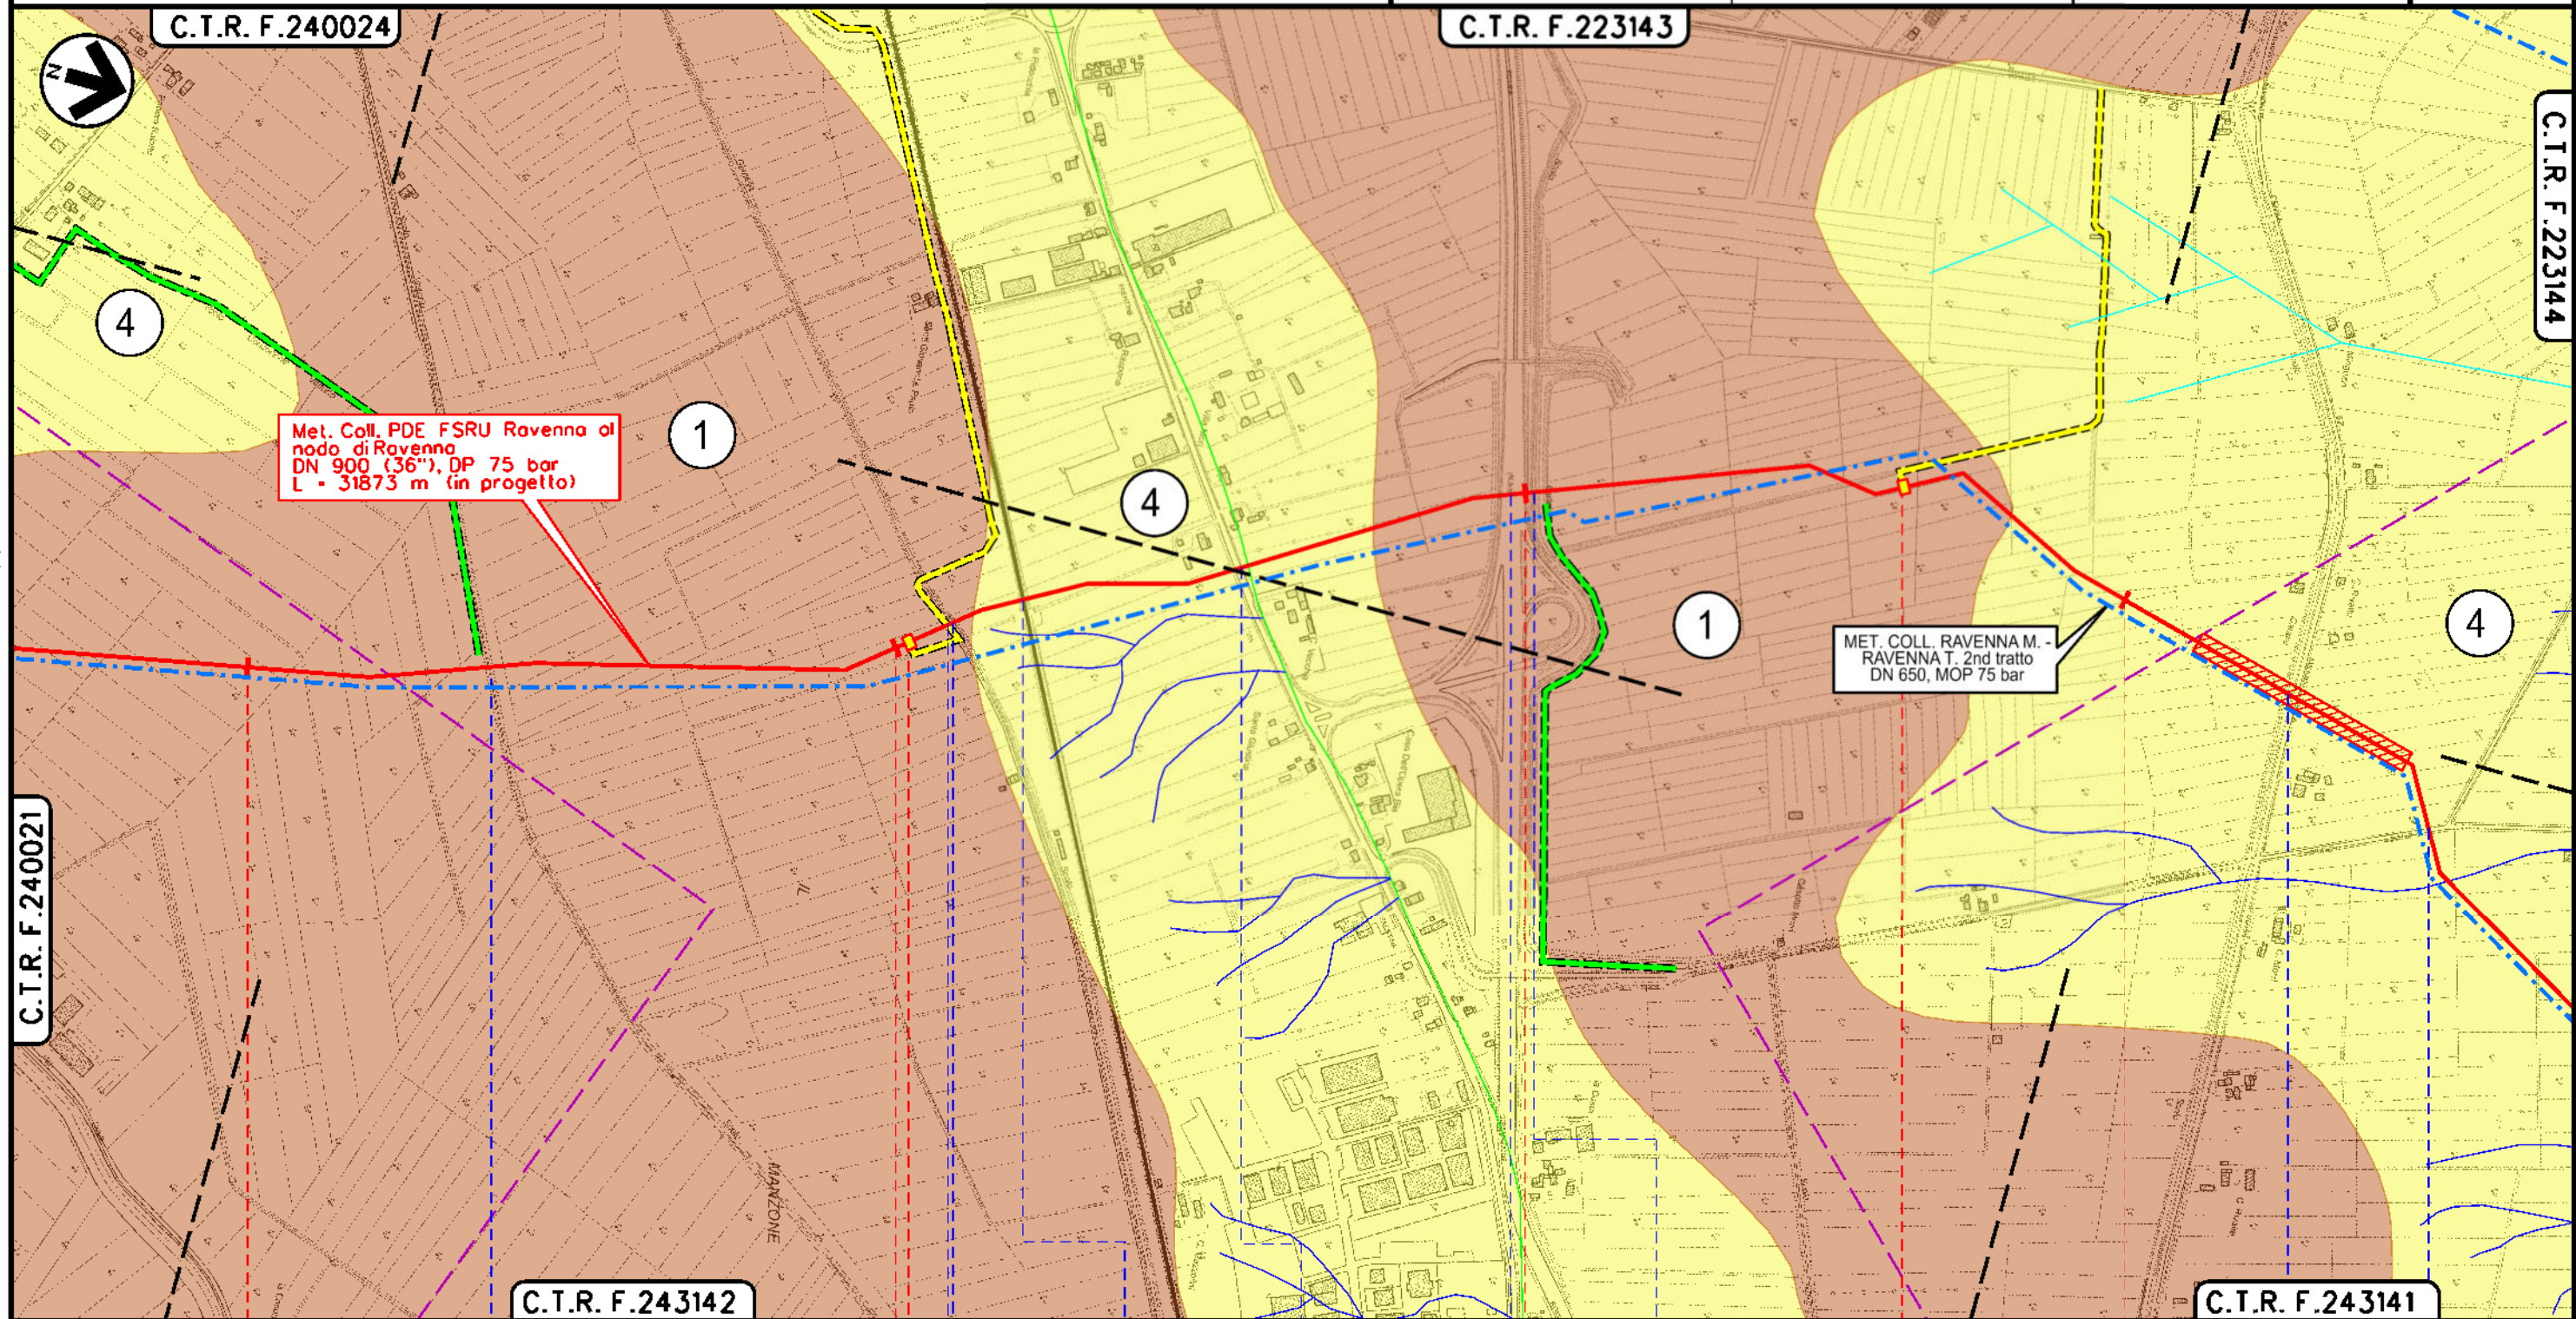 C.T.R. F.240024
C.T.R. F.223143
N
C.T.R. F.223144
4
1
Met. Coll. PDE FSRU Ravenna al
nodo di Ravenna
DN 900 (36"), DP 75 bar
L = 31873 m (in progetto)
4
1
4
MET. COLL. RAVENNA M. -
RAVENNA T. 2nd tratto
DN 650, MOP 75 bar
C.T.R. F.240021
MANZONE
C.T.R. F.243142
C.T.R. F.243141